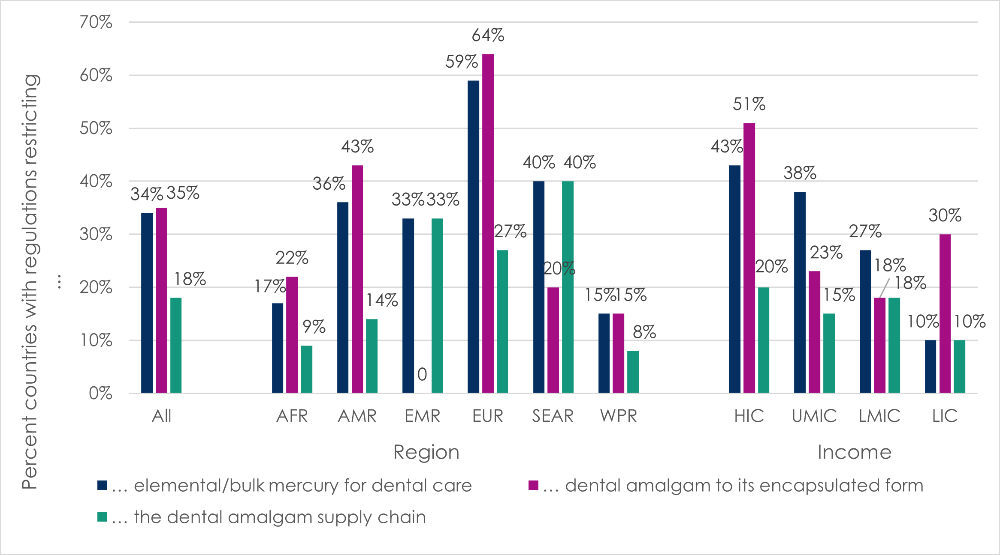 Percent countries with regulations restricting
...
70%
60%
50%
40%
30%
20%
10%
0%
34% 35% 18%
17% 22% 9%
36% 43% 14%
33% 0 33%
59% 64% 27%
40% 20% 40%
15% 15% 8%
43% 51% 20%
38% 23% 15%
27% 18% 18%
10% 30% 10%
All AFR AMR EMR EUR SEAR WPR HIC UMIC LMIC LIC
Region Income
... elemental/bulk mercury for dental care
... dental amalgam to its encapsulated form
... the dental amalgam supply chain